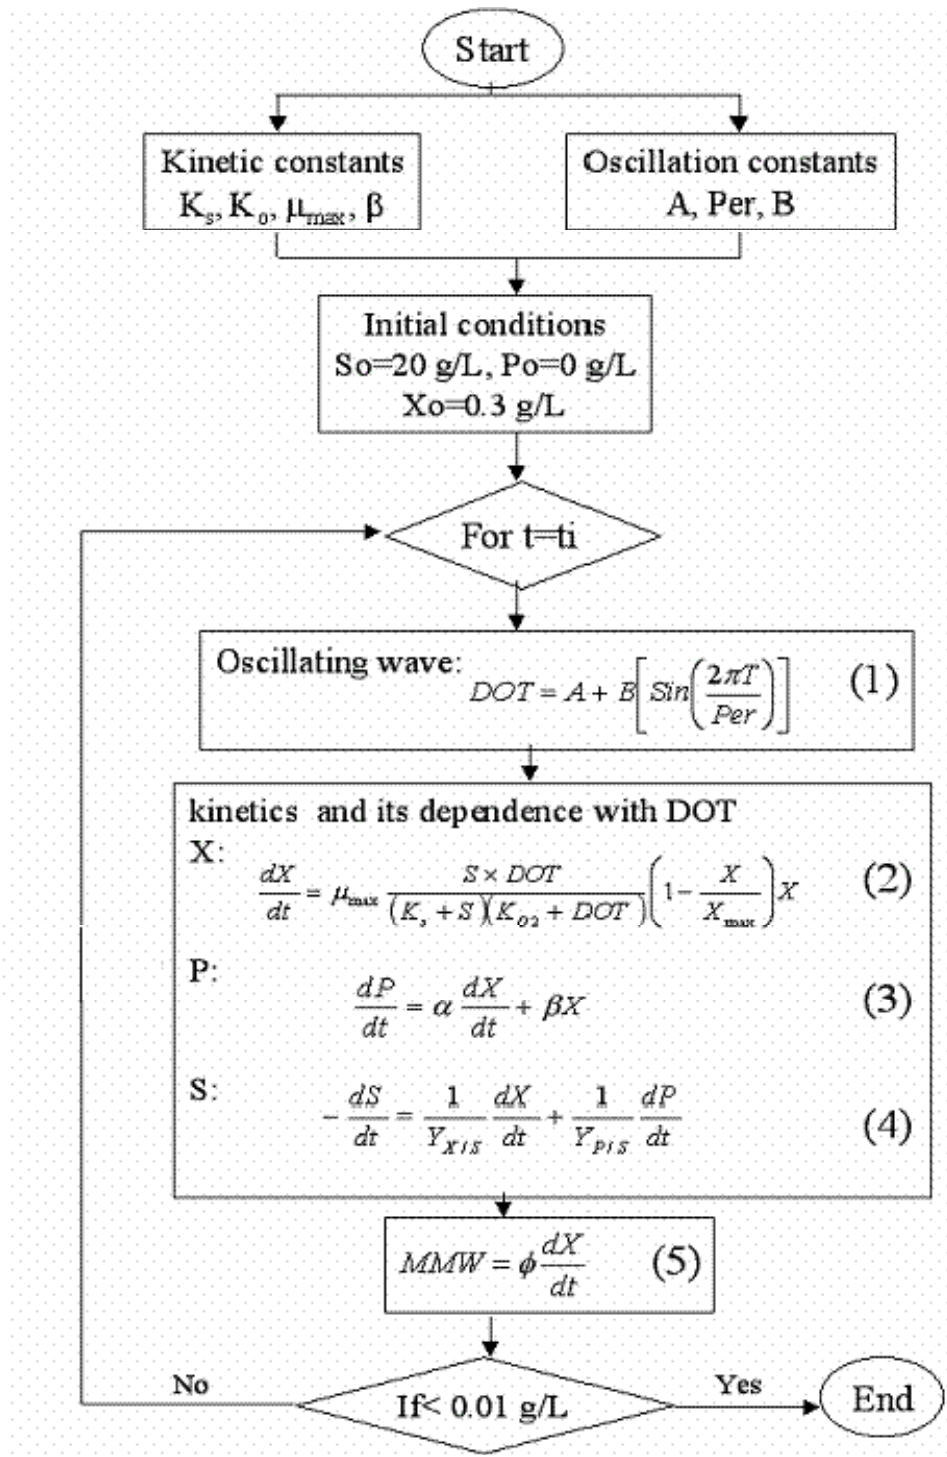 Start
Kinetic constants
Kₛ, Kₒ, μₘₐₓ, β
Oscillation constants
A, Per, B
Initial conditions
So=20 g/L, Po=0 g/L
Xo=0.3 g/L
For t=ti
Oscillating wave:
DOT = A + B[Sin(2πT/Per)] (1)
kinetics and its dependence with DOT
X:
dX/dt = μmax S × DOT/(Ks + S)(KO2 + DOT)(1 - X/Xmax)X (2)
P:
dP/dt = α dX/dt + βX (3)
S:
- dS/dt = 1/YX/S dX/dt + 1/YP/S dP/dt (4)
MMW = ϕ dX/dt (5)
If< 0.01 g/L
No
Yes
End